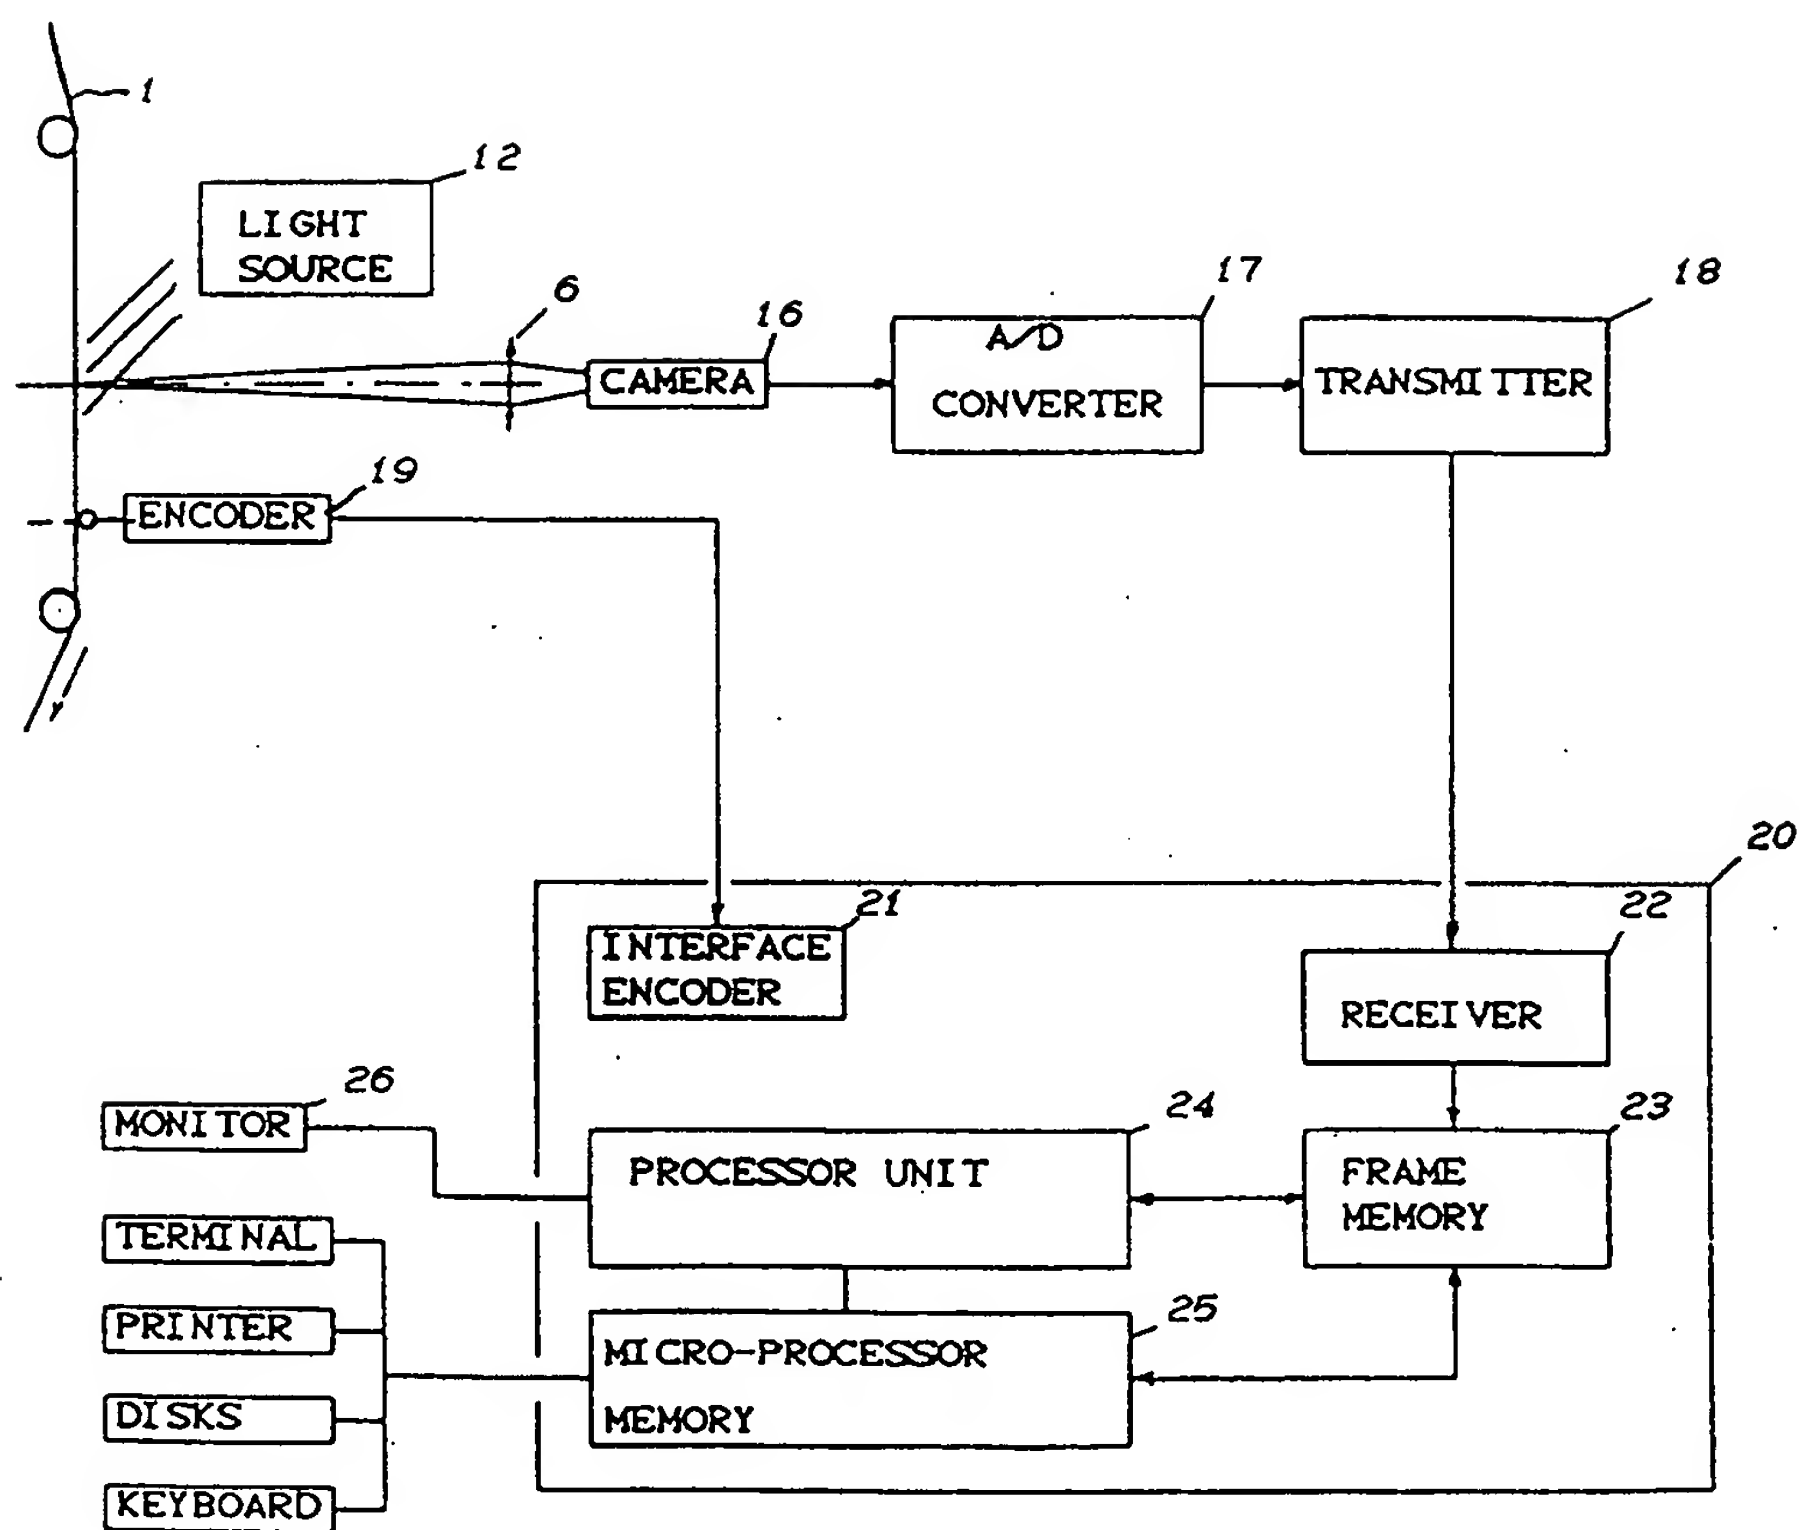 1
12
LIGHT
SOURCE
6
16
CAMERA
17
A/D
CONVERTER
18
TRANSMITTER
19
ENCODER
20
21
INTERFACE
ENCODER
22
RECEIVER
26
MONITOR
24
PROCESSOR UNIT
23
FRAME
MEMORY
TERMINAL
PRINTER
DISKS
KEYBOARD
25
MICRO-PROCESSOR
MEMORY